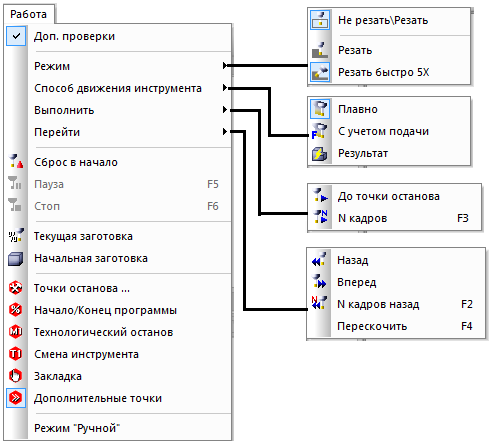 Работа
Доп. проверки
Режим
Способ движения инструмента
Выполнить
Перейти
Сброс в начало
Пауза F5
Стоп F6
Текущая заготовка
Начальная заготовка
Точки останова ...
Начало/Конец программы
Технологический останов
Смена инструмента
Закладка
Дополнительные точки
Режим "Ручной"
Не резать\Резать
Резать
Резать быстро 5X
Плавно
С учетом подачи
Результат
До точки останова
N кадров F3
Назад
Вперед
N кадров назад F2
Перескочить F4